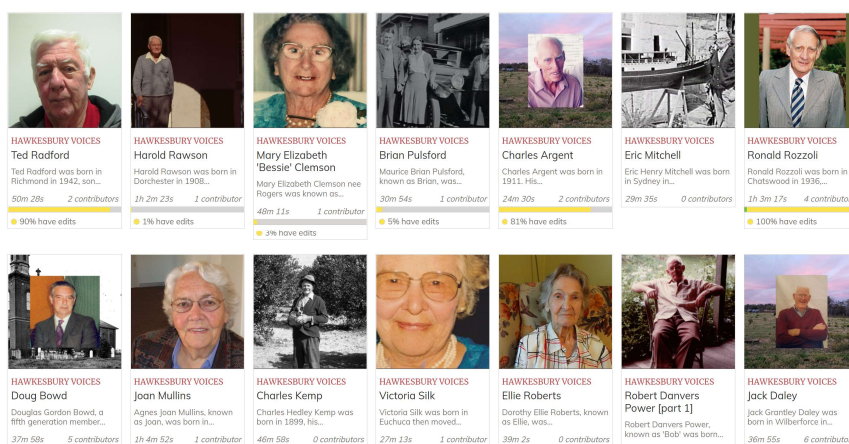 HAWKESBURY VOICES
Ted Radford
Ted Radford was born in
Richmond in 1942, son...
50m 28s 2 contributors
90% have edits
HAWKESBURY VOICES
Harold Rawson
Harold Rawson was born in
Dorchester in 1908...
1h 2m 23s 1 contributor
1% have edits
HAWKESBURY VOICES
Mary Elizabeth
'Bessie' Clemson
Mary Elizabeth Clemson nee
Rogers was known as...
48m 11s 1 contributor
3% have edits
HAWKESBURY VOICES
Brian Pulsford
Maurice Brian Pulsford,
known as Brian, was...
30m 54s 1 contributor
5% have edits
HAWKESBURY VOICES
Charles Argent
Charles Argent was born in
1911. His...
24m 30s 2 contributors
81% have edits
HAWKESBURY VOICES
Eric Mitchell
Eric Henry Mitchell was born
in Sydney in...
29m 35s 0 contributors
HAWKESBURY VOICES
Ronald Rozzoli
Ronald Rozzoli was born in
Chatswood in 1936,...
1h 3m 17s 4 contributor
100% have edits
HAWKESBURY VOICES
Doug Bowd
Douglas Gordon Bowd, a
fifth generation member...
37m 58s 5 contributors
HAWKESBURY VOICES
Joan Mullins
Agnes Joan Mullins, known
as Joan, was born in...
1h 4m 52s 1 contributor
HAWKESBURY VOICES
Charles Kemp
Charles Hedley Kemp was
born in 1899, his...
46m 58s 0 contributors
HAWKESBURY VOICES
Victoria Silk
Victoria Silk was born in
Euchuca then moved...
27m 13s 1 contributor
HAWKESBURY VOICES
Ellie Roberts
Dorothy Ellie Roberts, known
as Ellie, was...
39m 2s 0 contributors
HAWKESBURY VOICES
Robert Danvers
Power [part 1]
Robert Danvers Power,
known as 'Bob' was born...
HAWKESBURY VOICES
Jack Daley
Jack Grantley Daley was
born in Wilberforce in...
36m 55s 6 contributor